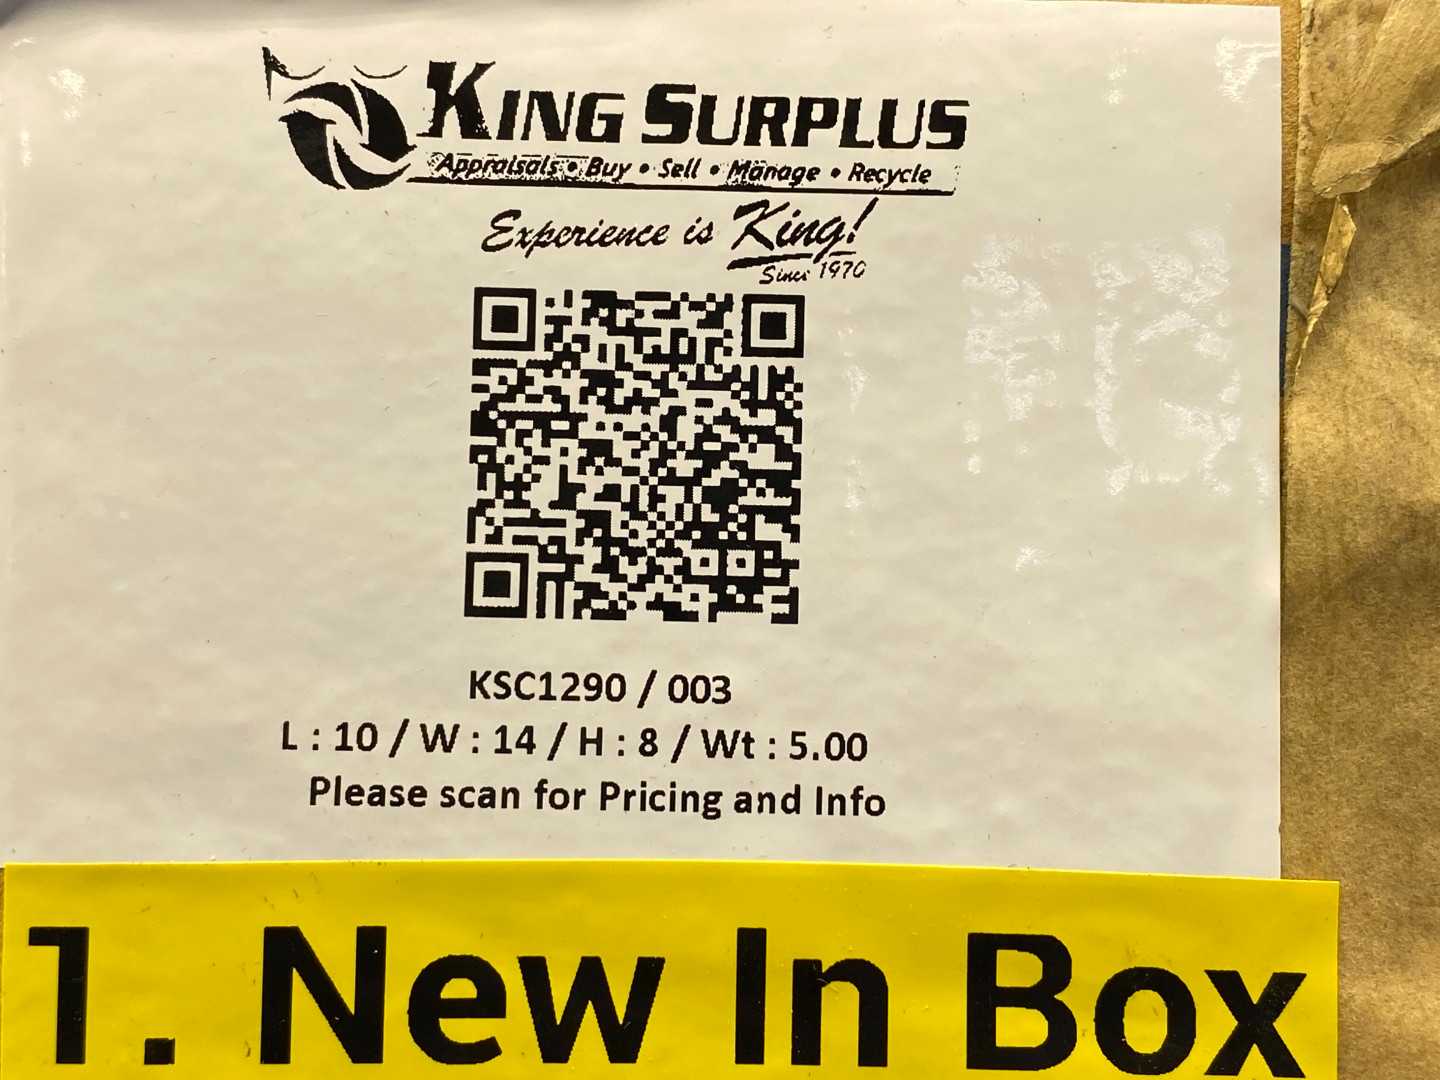 KING SURPLUS
Appraisals • Buy • Sell • Manage • Recycle
Experience is King!
Since 1970
KSC1290 / 003
L : 10 / W : 14 / H : 8 / Wt : 5.00
Please scan for Pricing and Info
1. New In Box